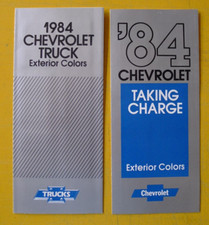 1984
CHEVROLET
TRUCK
Exterior Colors
TRUCKS
'84
CHEVROLET
TAKING
CHARGE
Exterior Colors
Chevrolet